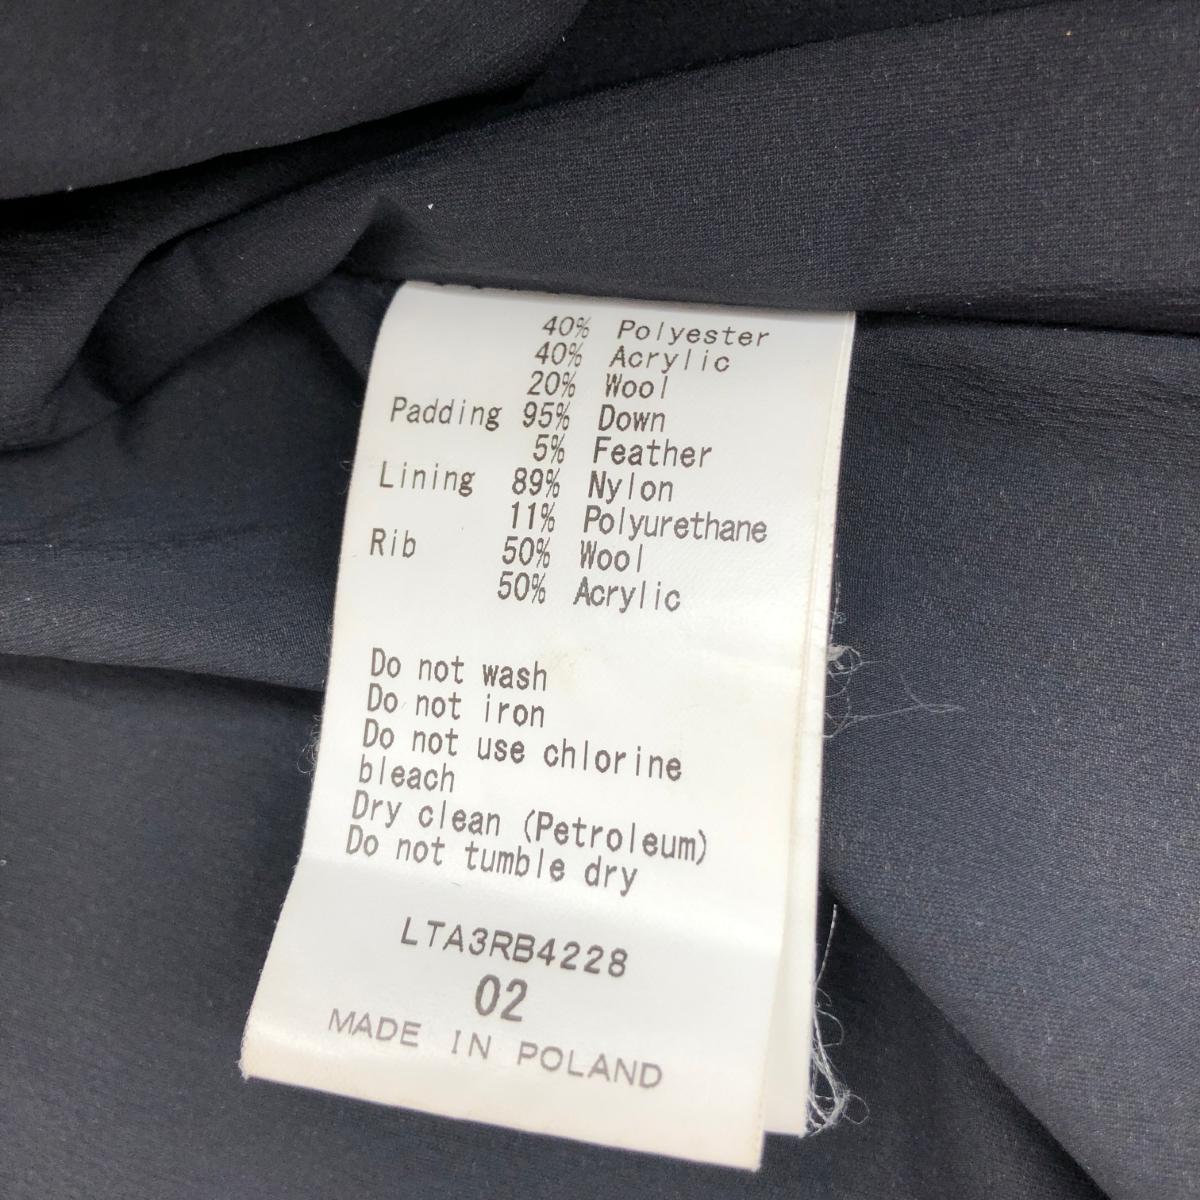 40% Polyester
40% Acrylic
20% Wool
Padding 95% Down
5% Feather
Lining 89% Nylon
11% Polyurethane
Rib 50% Wool
50% Acrylic
Do not wash
Do not iron
Do not use chlorine
bleach
Dry clean (Petroleum)
Do not tumble dry
LTA3RB4228
02
MADE IN POLAND